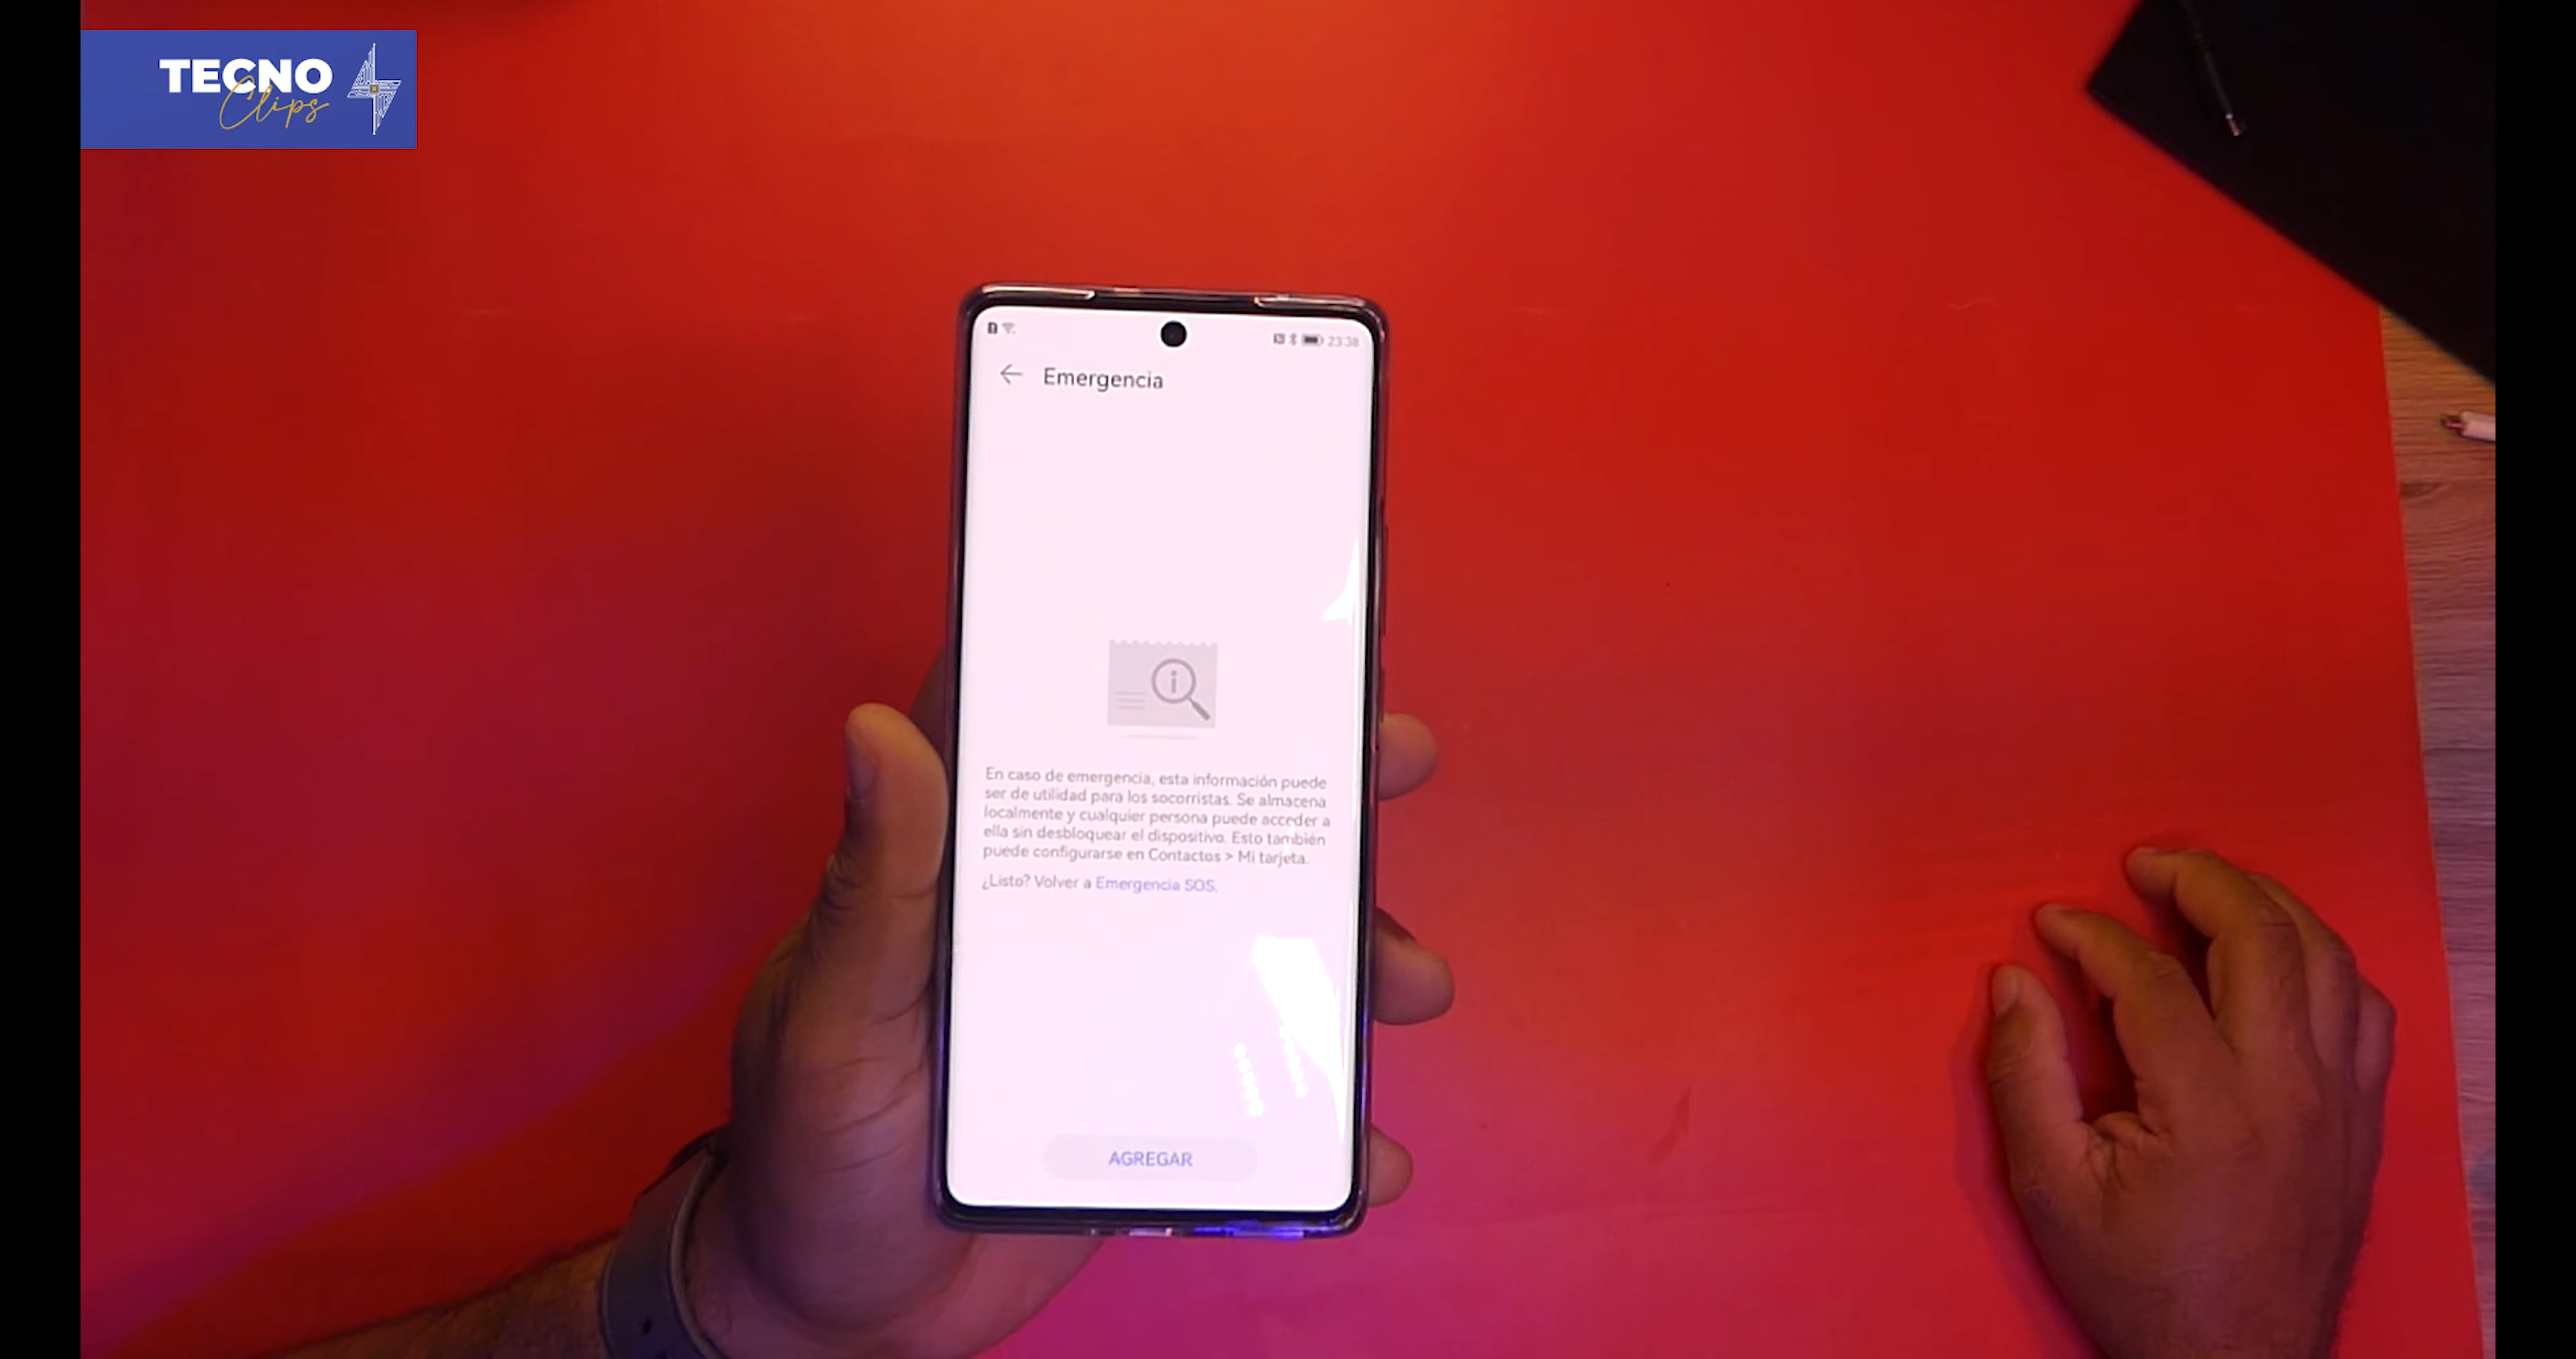 TECNO
Clips
23:38
Emergencia
En caso de emergencia, esta información puede
ser de utilidad para los socorristas. Se almacena
localmente y cualquier persona puede acceder a
ella sin desbloquear el dispositivo. Esto también
puede configurarse en Contactos > Mi tarjeta.
¿Listo? Volver a Emergencia SOS.
AGREGAR